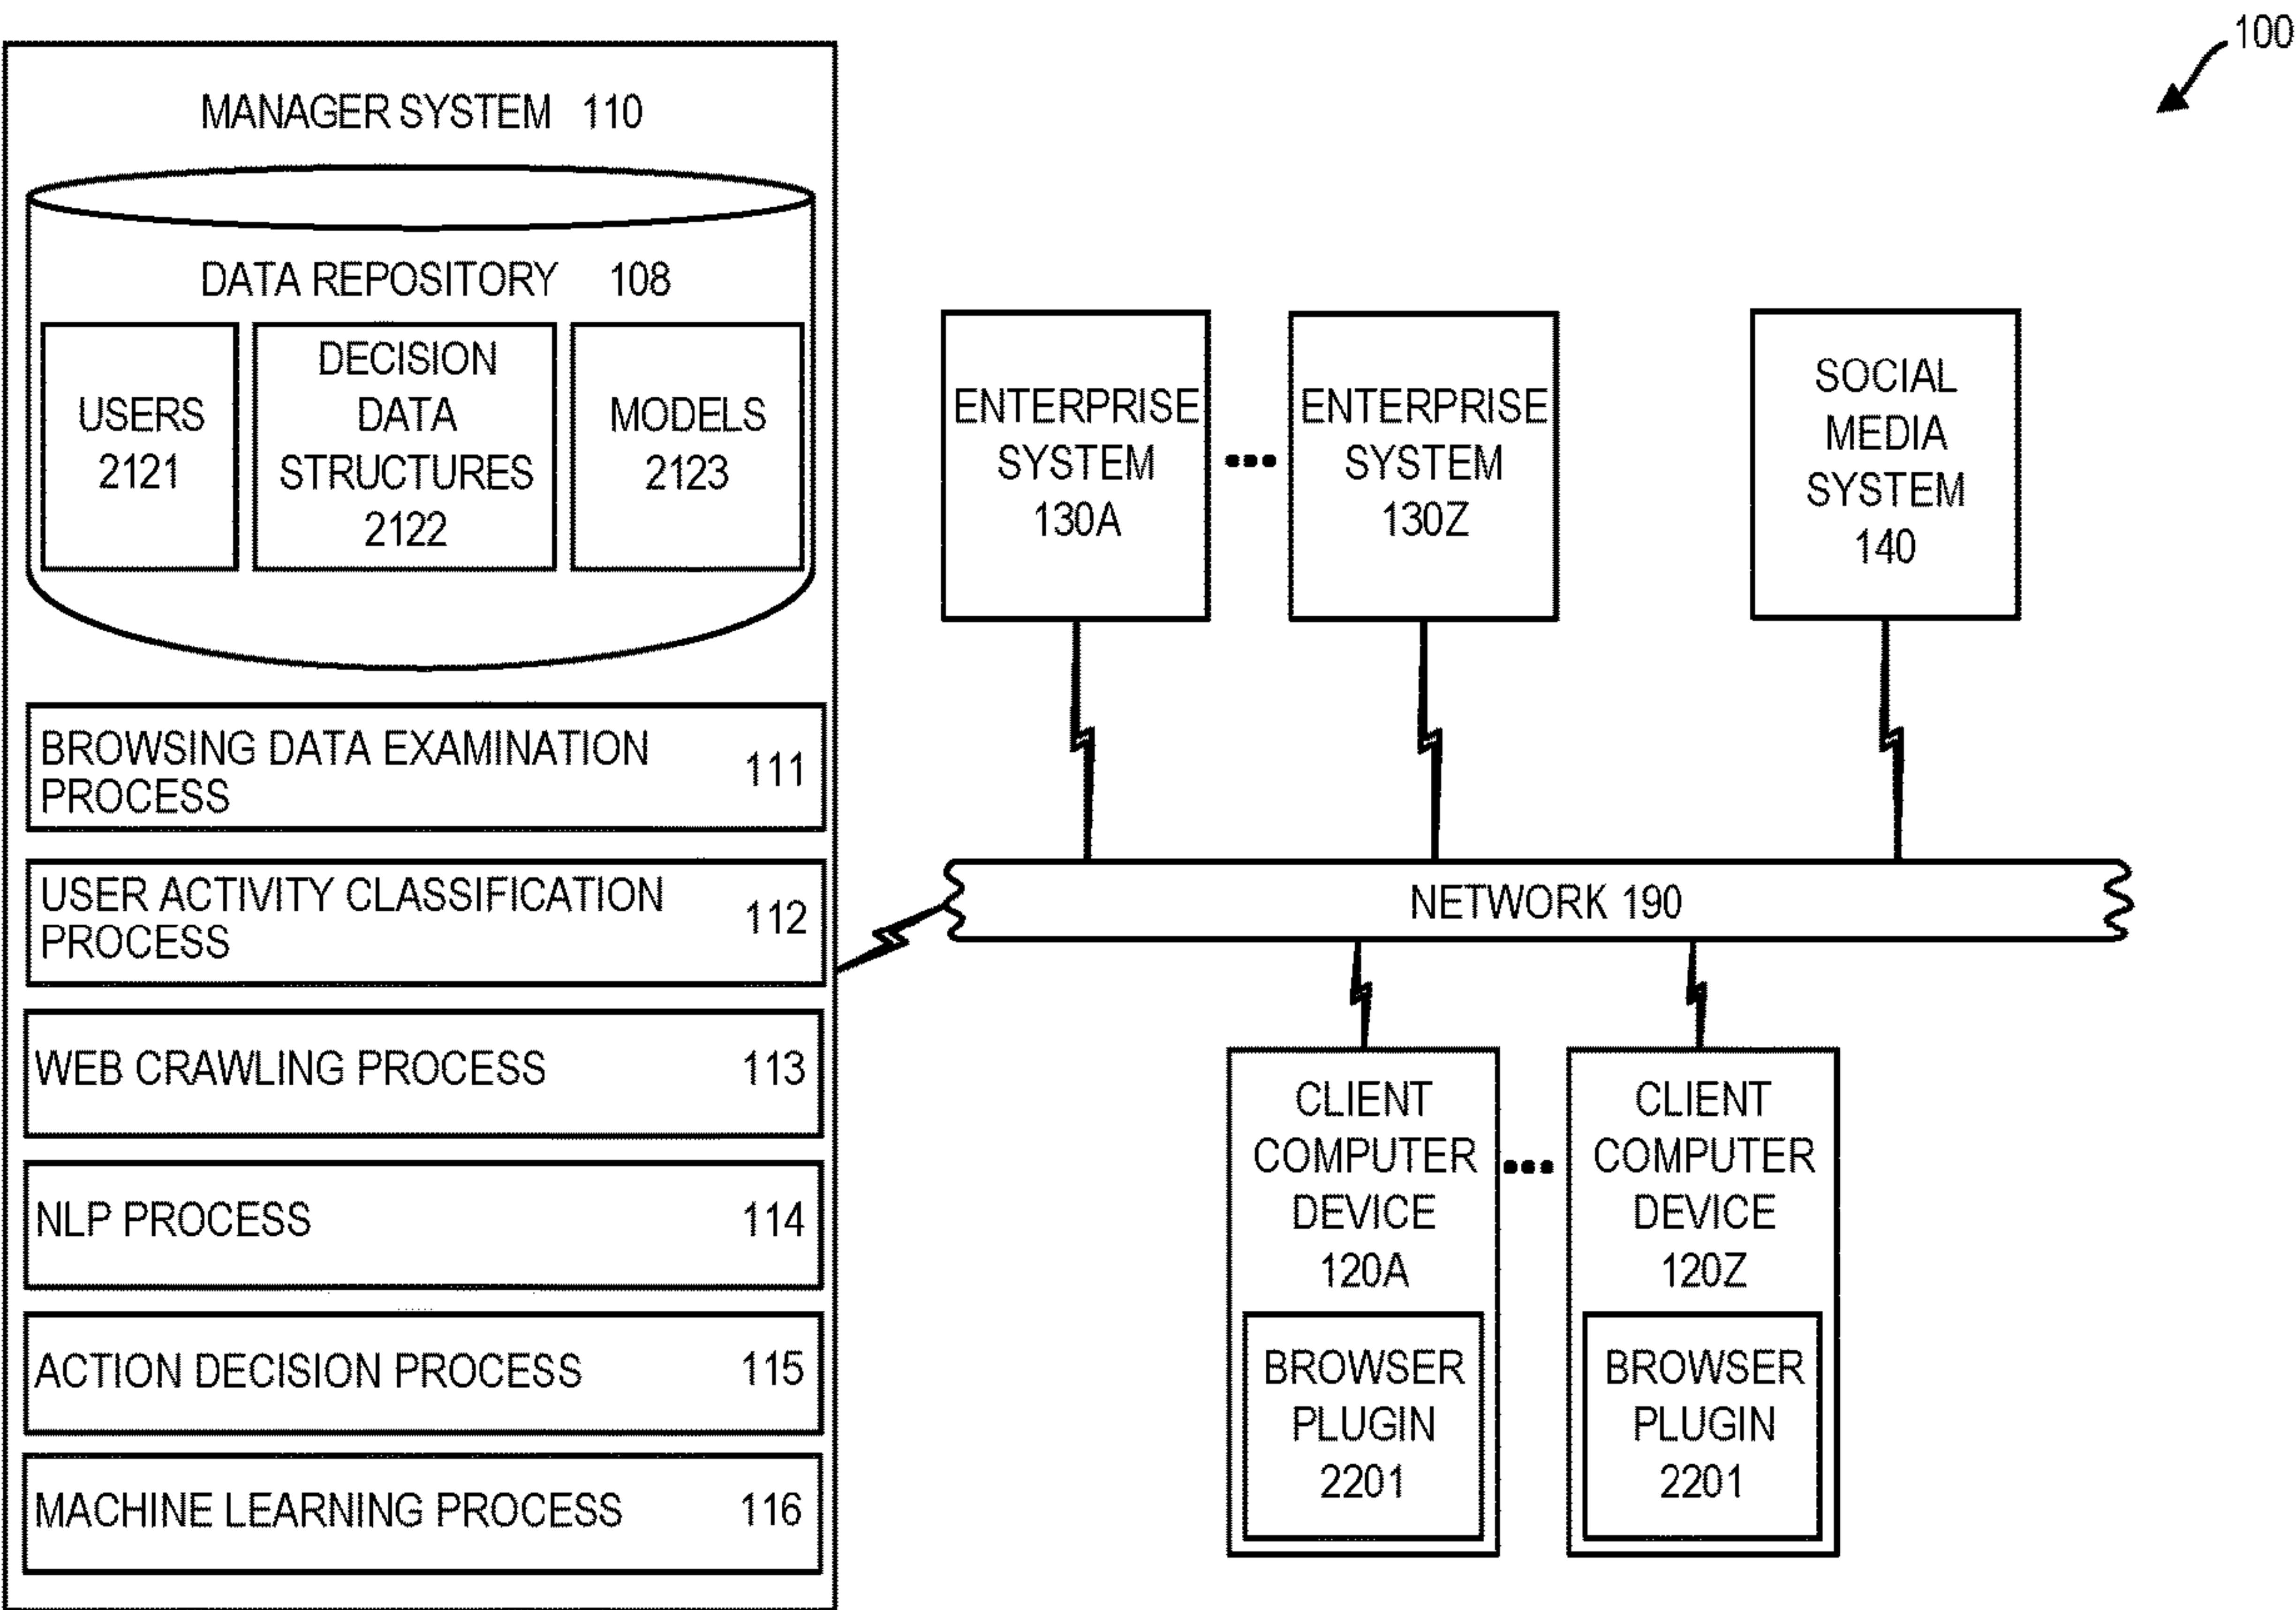 100
MANAGER SYSTEM 110
DATA REPOSITORY 108
USERS
2121
DECISION
DATA
STRUCTURES
2122
MODELS
2123
BROWSING DATA EXAMINATION
PROCESS
111
USER ACTIVITY CLASSIFICATION
PROCESS
112
WEB CRAWLING PROCESS 113
NLP PROCESS 114
ACTION DECISION PROCESS 115
MACHINE LEARNING PROCESS 116
ENTERPRISE
SYSTEM
130A
ENTERPRISE
SYSTEM
130Z
SOCIAL
MEDIA
SYSTEM
140
NETWORK 190
CLIENT
COMPUTER
DEVICE
120A
BROWSER
PLUGIN
2201
CLIENT
COMPUTER
DEVICE
120Z
BROWSER
PLUGIN
2201